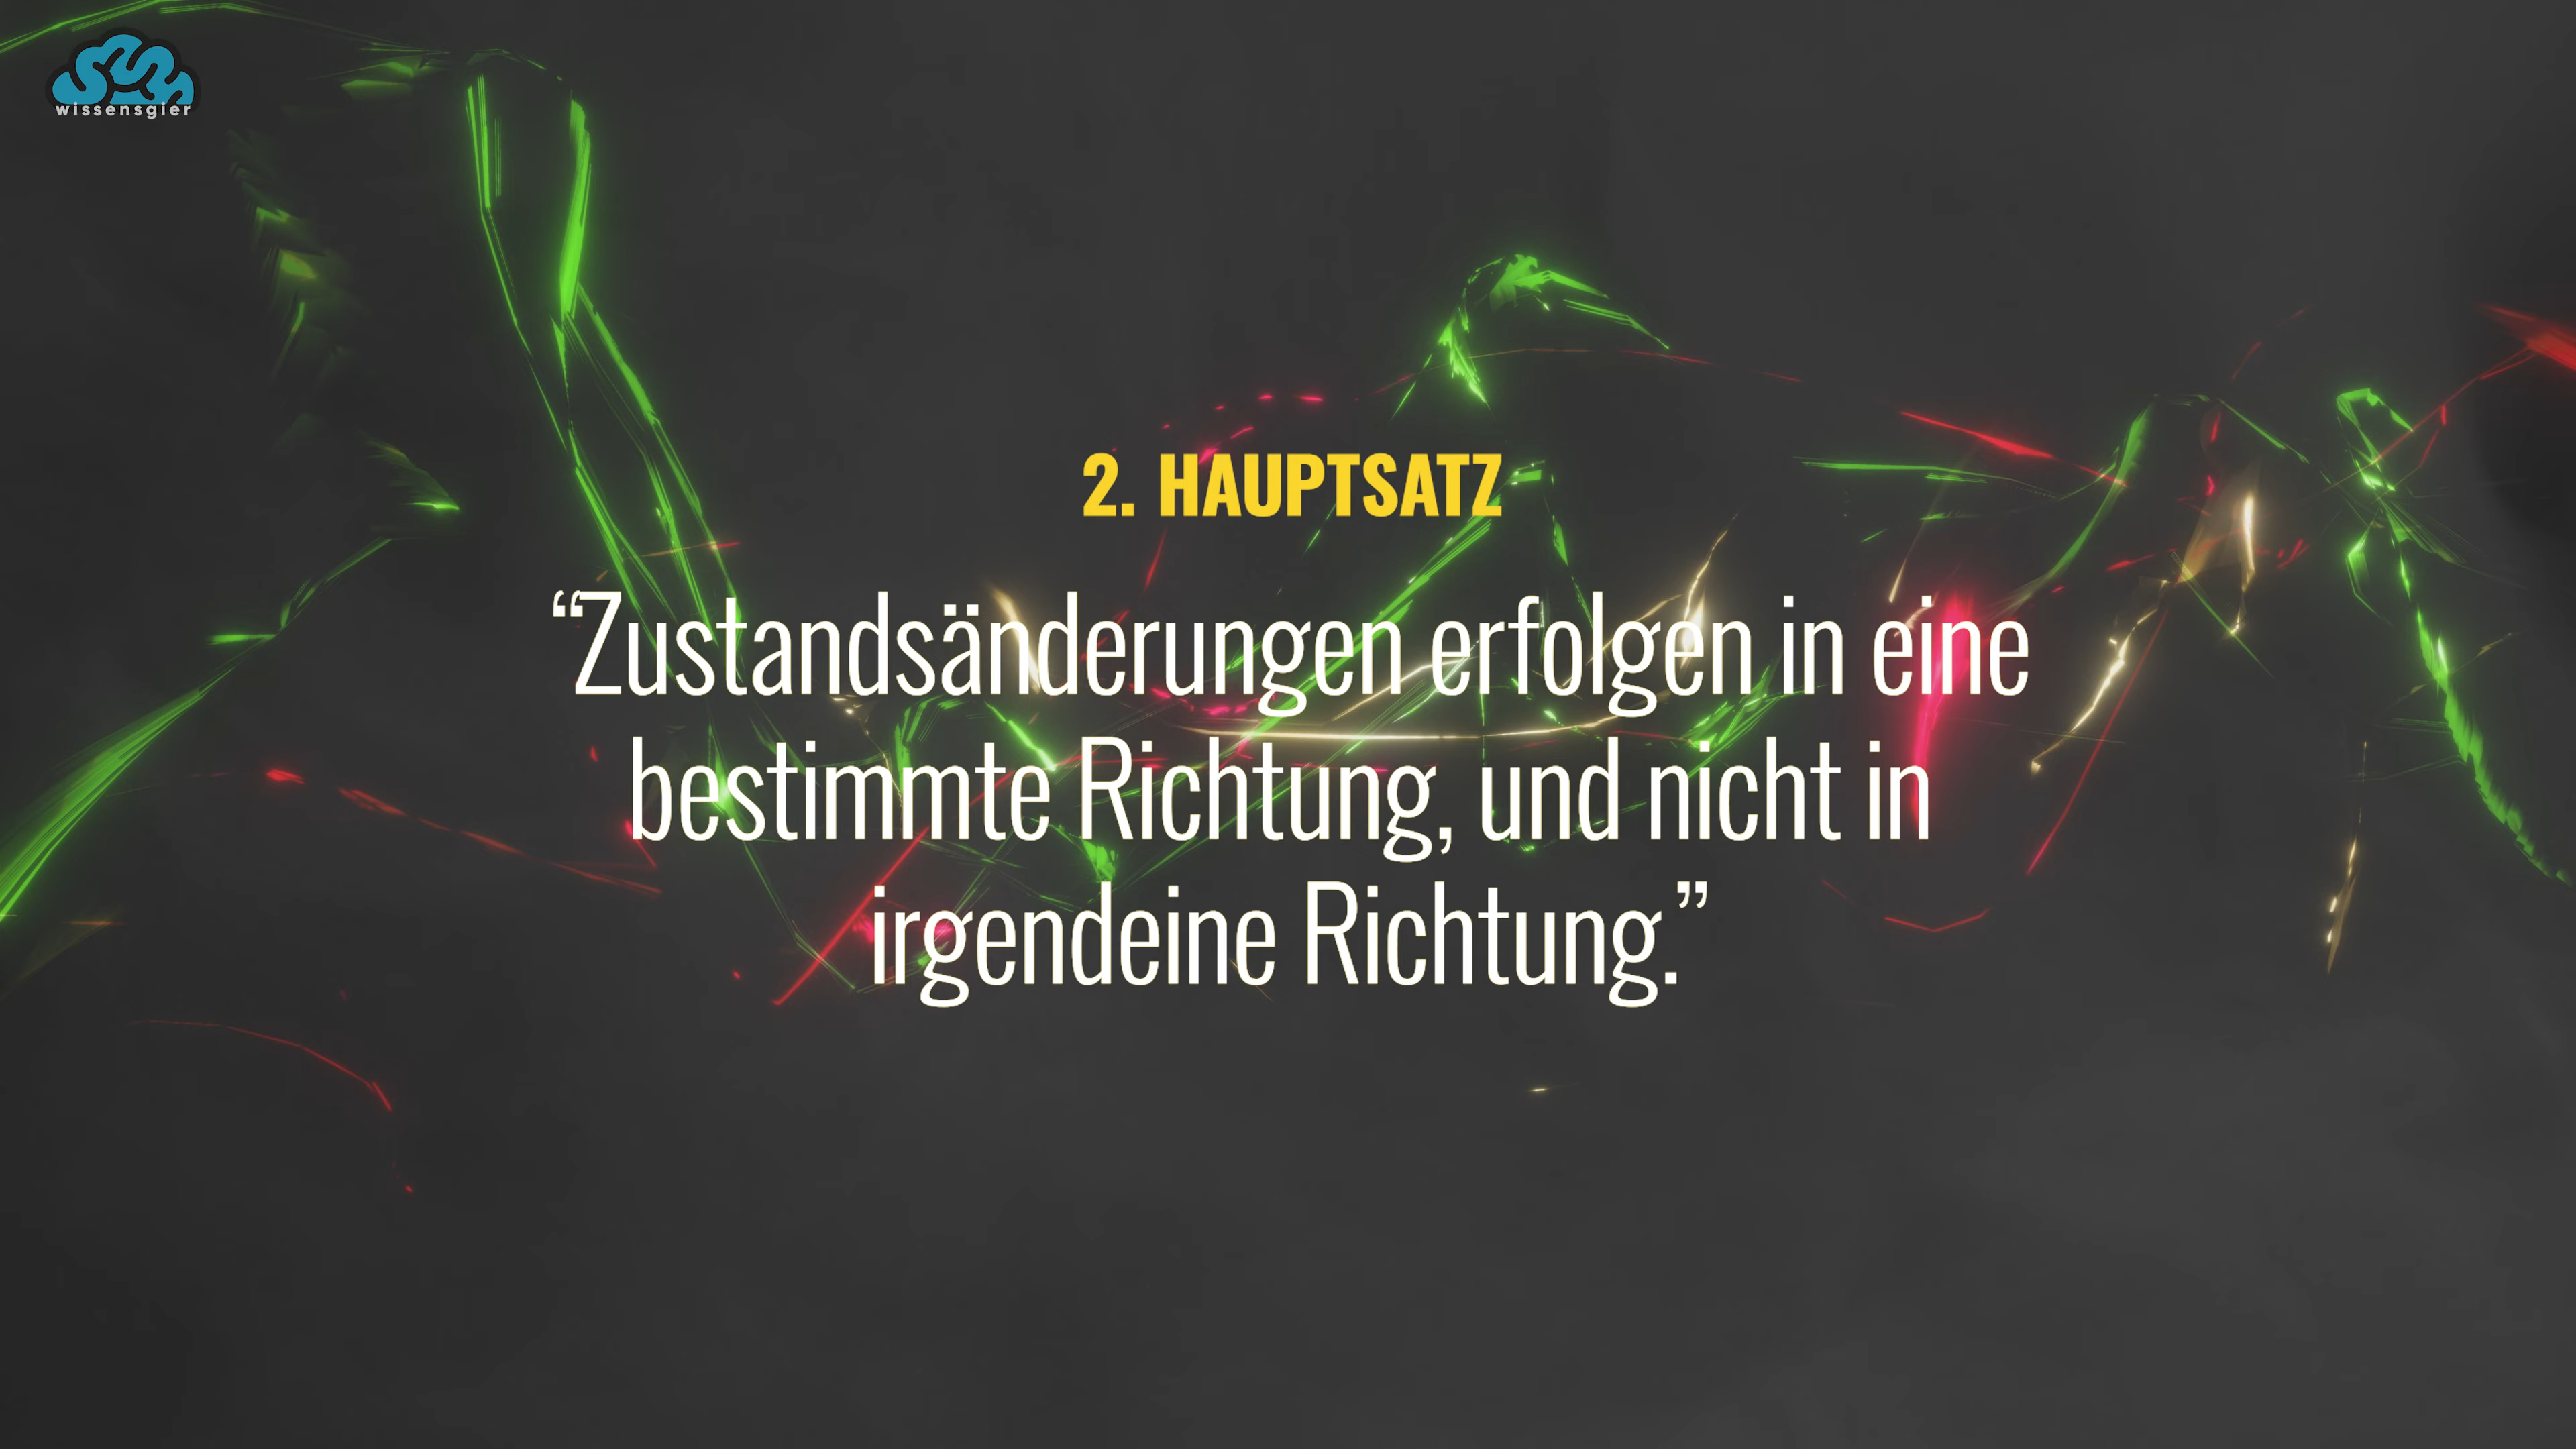 wissensgier
2. HAUPTSATZ
“Zustandsänderungen erfolgen in eine
bestimmte Richtung, und nicht in
irgendeine Richtung.”